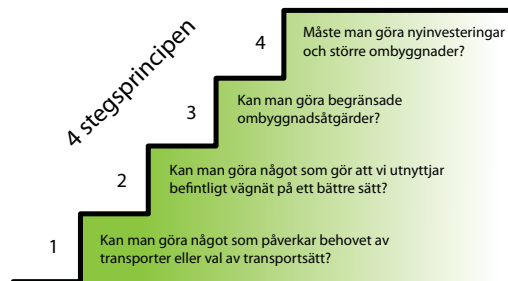 4 stegsprincipen
4
Måste man göra nyinvesteringar
och större ombyggnader?
3
Kan man göra begränsade
ombyggnadsåtgärder?
2
Kan man göra något som gör att vi utnyttjar
befintligt vägnät på ett bättre sätt?
1
Kan man göra något som påverkar behovet av
transporter eller val av transportsätt?